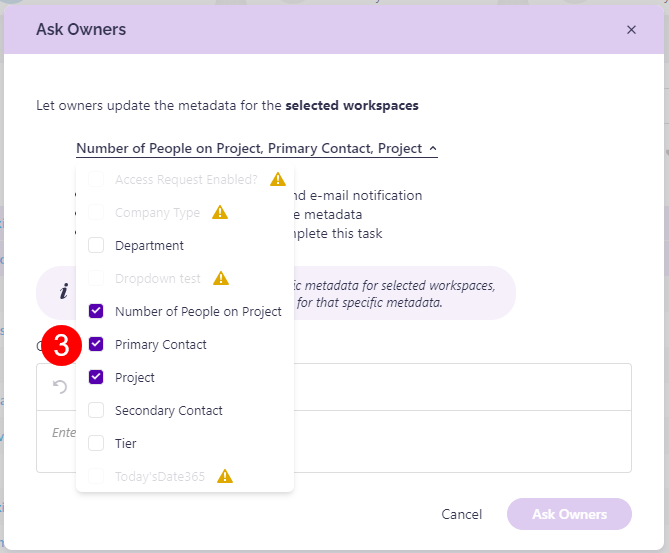 Ask Owners
Let owners update the metadata for the selected workspaces
Number of People on Project, Primary Contact, Project
Access Request Enabled?
nd e-mail notification
Company Type
e metadata
mplete this task
Department
Dropdown test
i
ic metadata for selected workspaces,
for that specific metadata.
Number of People on Project
3
Primary Contact
Project
Secondary Contact
Ente
Tier
Today'sDate365
Cancel
Ask Owners